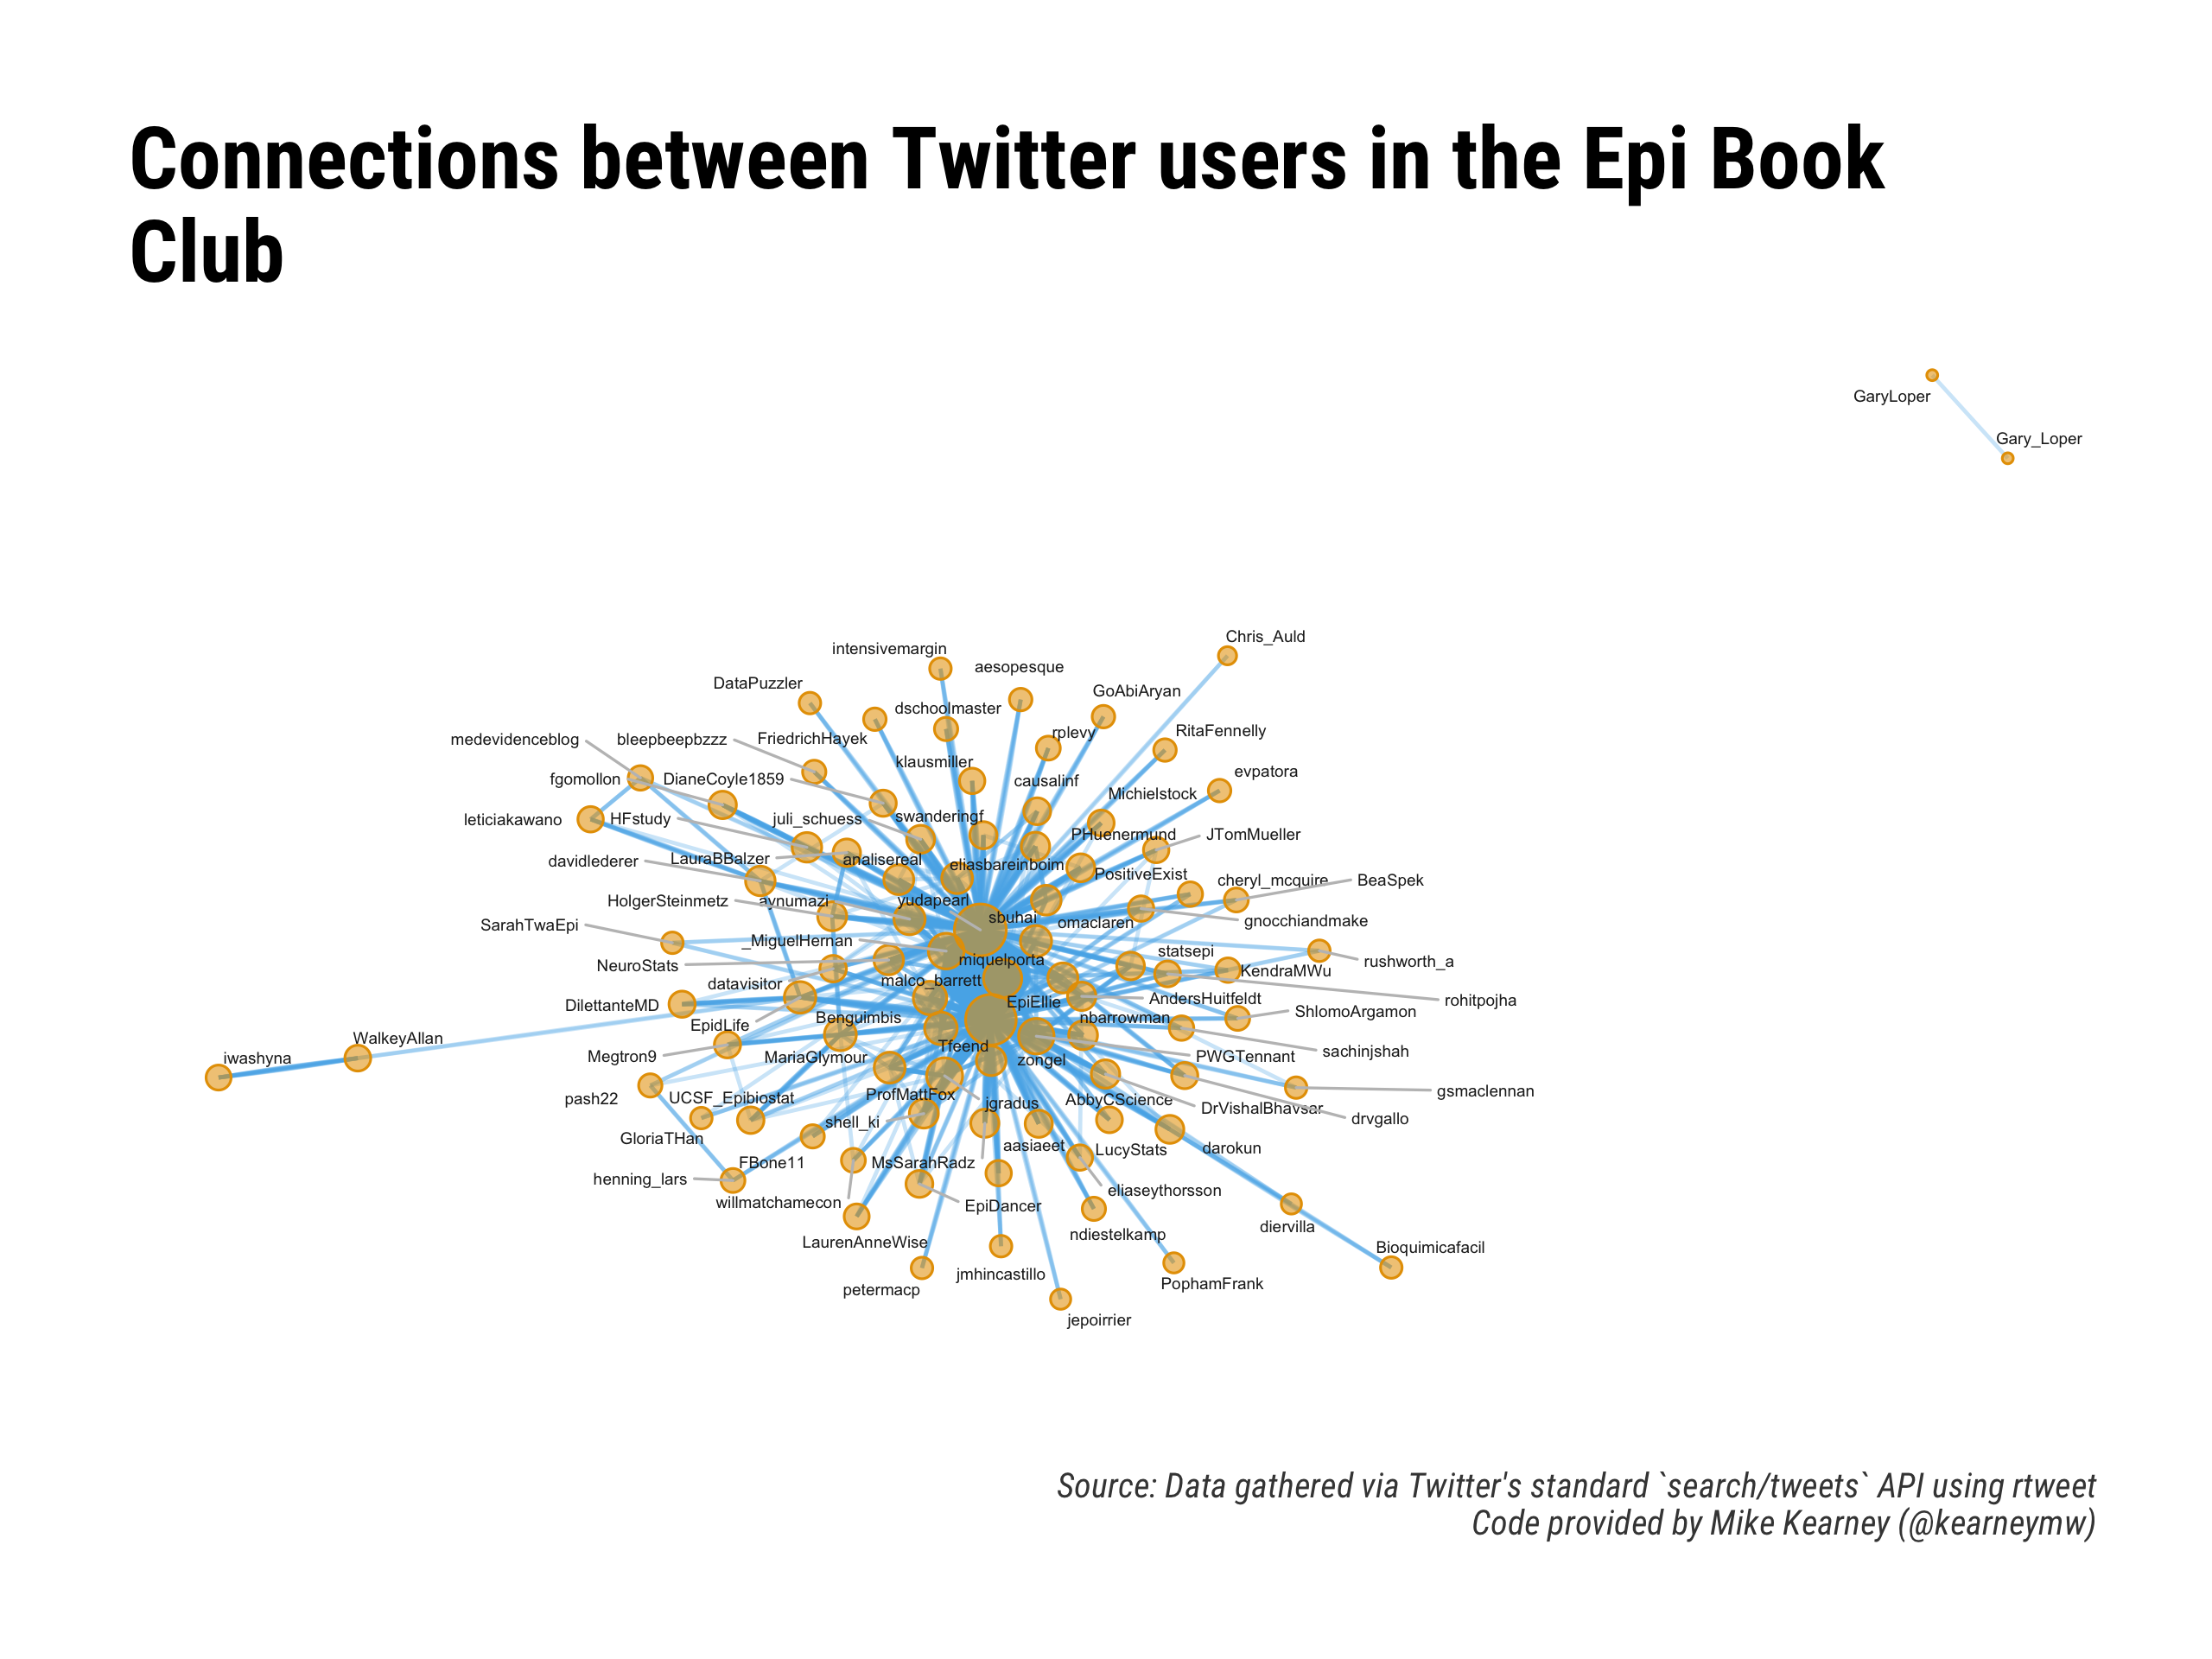 Connections between Twitter users in the Epi Book
Club
GaryLoper
Gary_Loper
Chris_Auld
intensivemargin
aesopesque
DataPuzzler
GoAbiAryan
dschoolmaster
RitaFennelly
rplevy
medevidenceblog
bleepbeepbzzz
FriedrichHayek
klausmiller
evpatora
fgomollon
DianeCoyle1859
causalinf
Michielstock
leticiakawano
HFstudy
juli_schuess
swanderingf
PHuenermund
JTomMueller
davidlederer
LauraBBalzer
analisereal
eliasbareinboim
PositiveExist
cheryl_mcquire
BeaSpek
HolgerSteinmetz
aynumazi
yudapearl
sbuhai
omaclaren
gnocchiandmake
SarahTwaEpi
_MiguelHernan
statsepi
miquelporta
rushworth_a
NeuroStats
KendraMWu
datavisitor
malco_barrett
rohitpojha
DilettanteMD
EpiEllie
AndersHuitfeldt
ShlomoArgamon
EpidLife
Benguimbis
nbarrowman
WalkeyAllan
iwashyna
Megtron9
MariaGlymour
Tfeend
zongel
PWGTennant
sachinjshah
pash22
UCSF_Epibiostat
ProfMattFox
jgradus
AbbyCScience
DrVishalBhavsar
gsmaclennan
drvgallo
GloriaTHan
shell_ki
aasiaeet
LucyStats
darokun
FBone11
MsSarahRadz
henning_lars
eliaseythorsson
willmatchamecon
EpiDancer
diervilla
ndiestelkamp
LaurenAnneWise
Bioquimicafacil
jmhincastillo
petermacp
PophamFrank
jepoirrier
Source: Data gathered via Twitter's standard `search/tweets` API using rtweet
Code provided by Mike Kearney (@kearneymw)